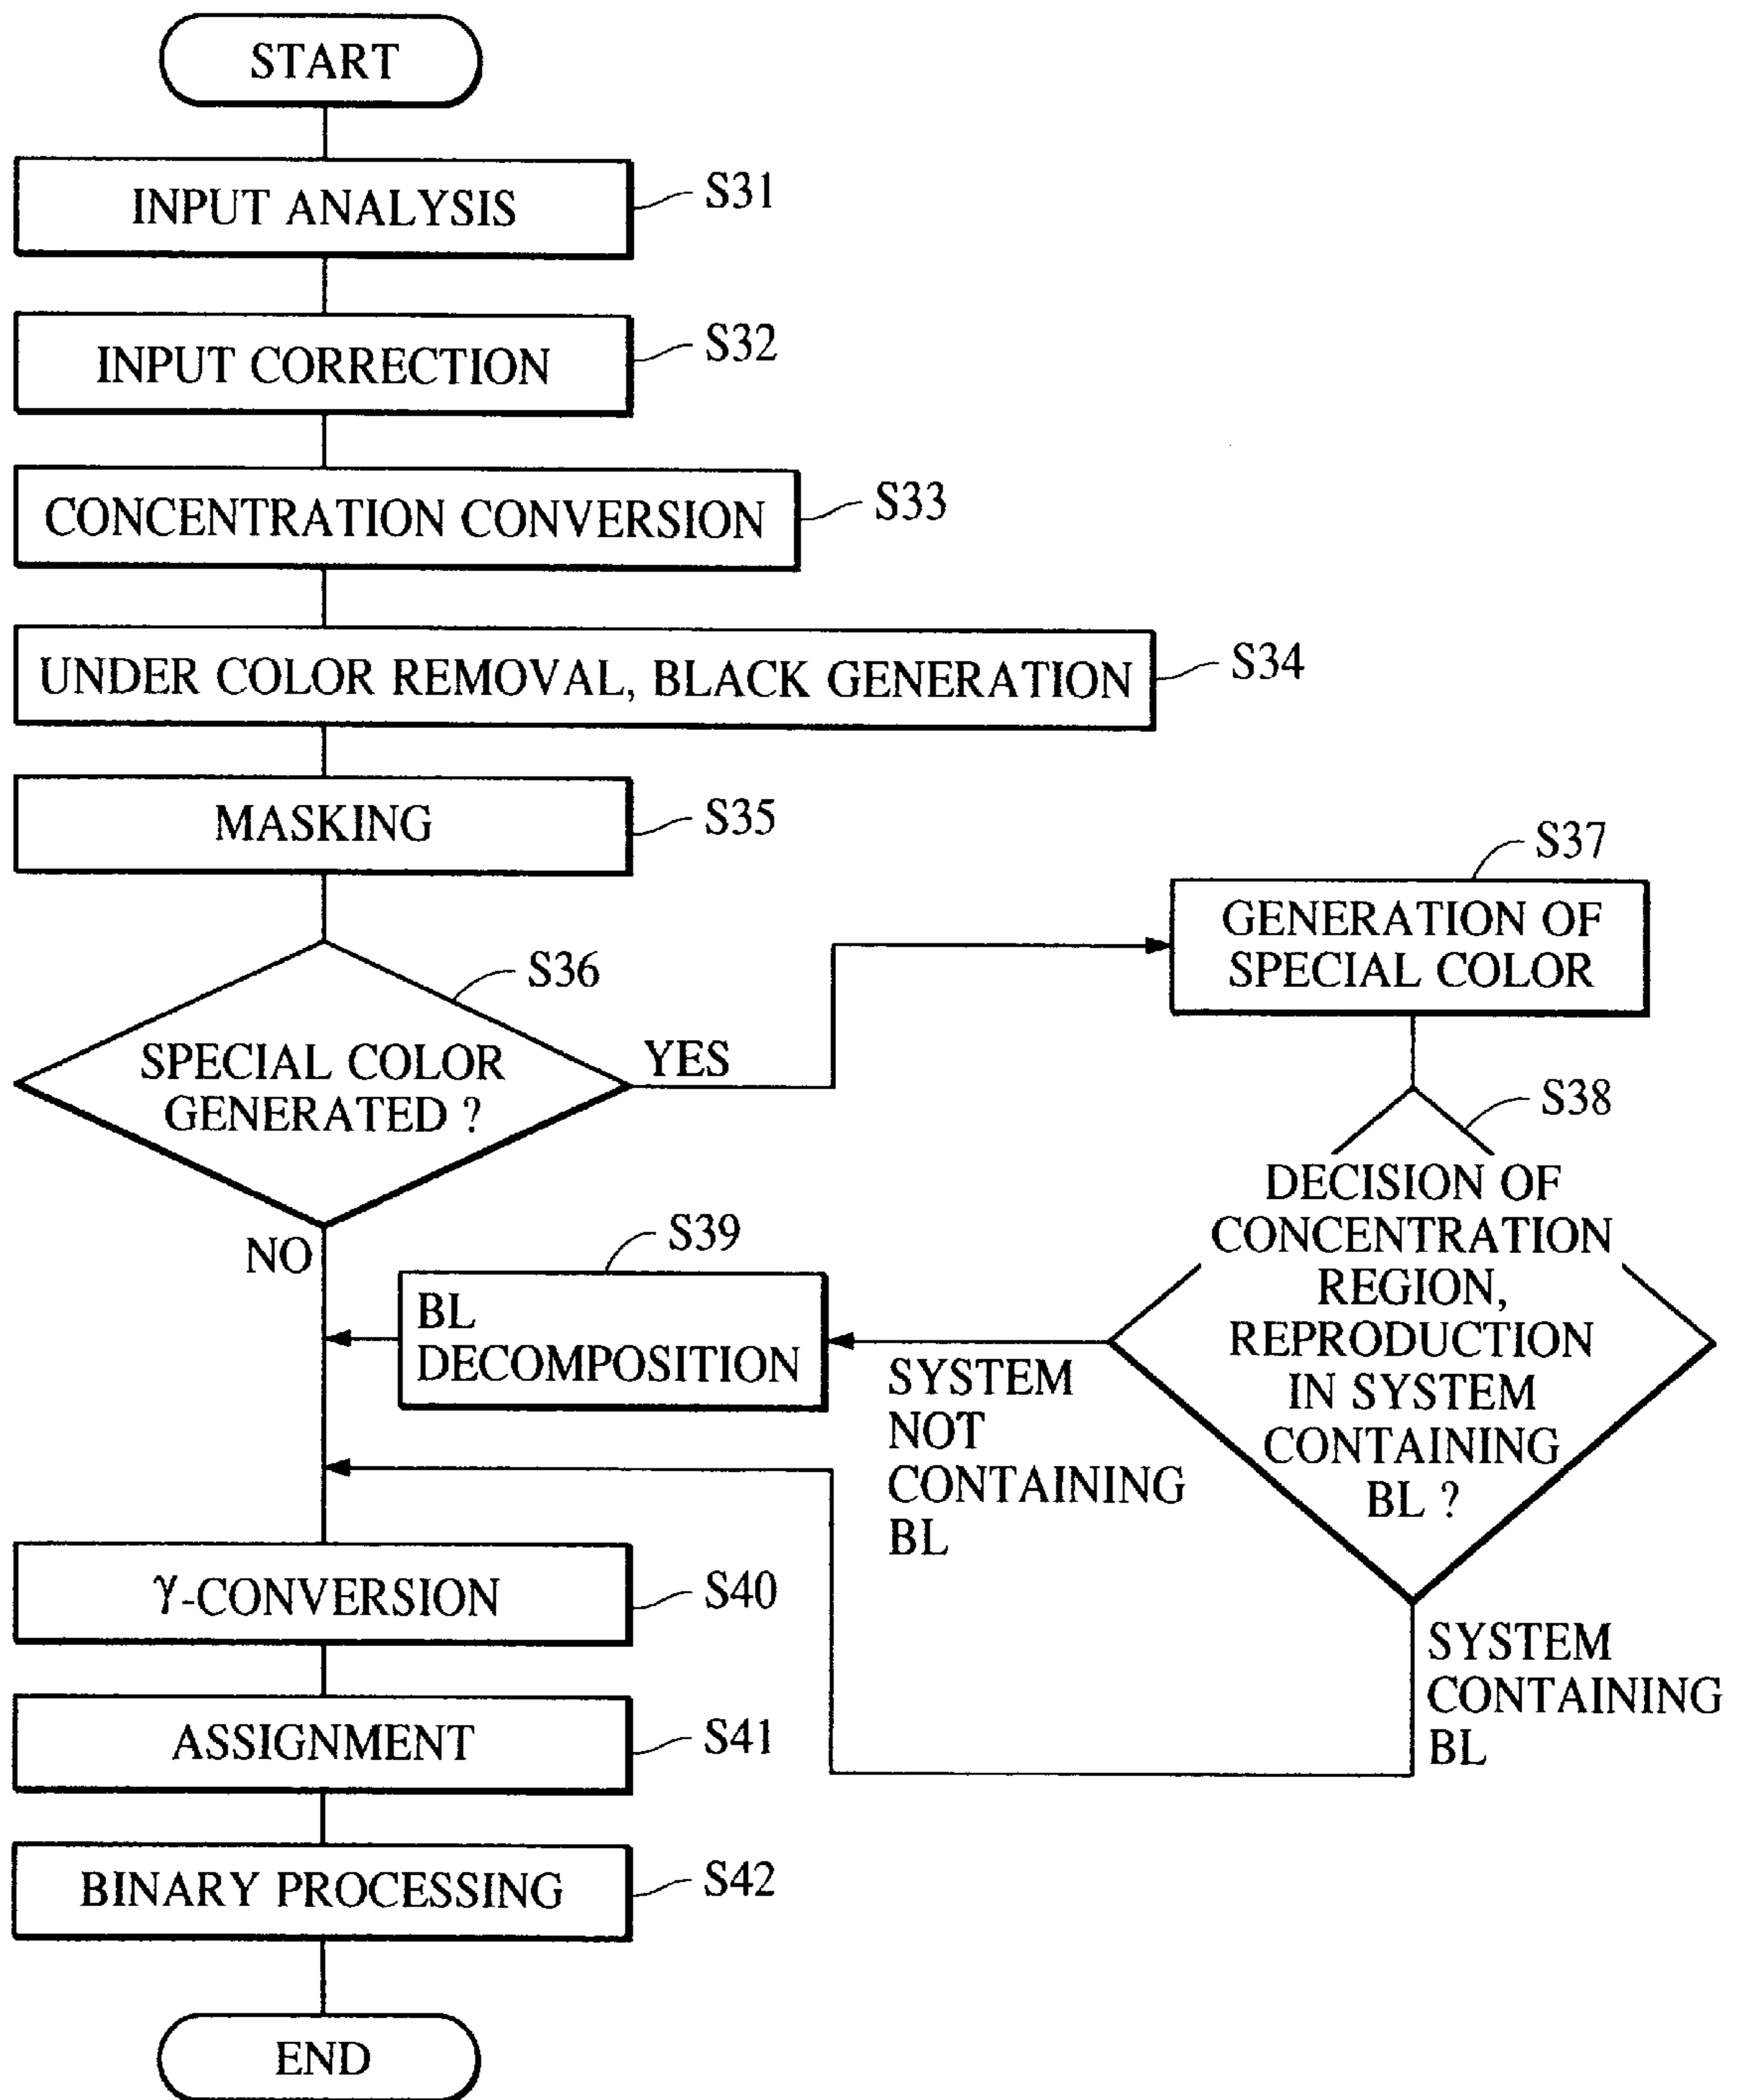 START
INPUT ANALYSIS
S31
INPUT CORRECTION
S32
CONCENTRATION CONVERSION
S33
UNDER COLOR REMOVAL, BLACK GENERATION
S34
MASKING
S35
S36
SPECIAL COLOR
GENERATED ?
YES
NO
S37
GENERATION OF
SPECIAL COLOR
S38
DECISION OF
CONCENTRATION
REGION,
REPRODUCTION
IN SYSTEM
CONTAINING
BL ?
SYSTEM
NOT
CONTAINING
BL
S39
BL
DECOMPOSITION
SYSTEM
CONTAINING
BL
γ-CONVERSION
S40
ASSIGNMENT
S41
BINARY PROCESSING
S42
END